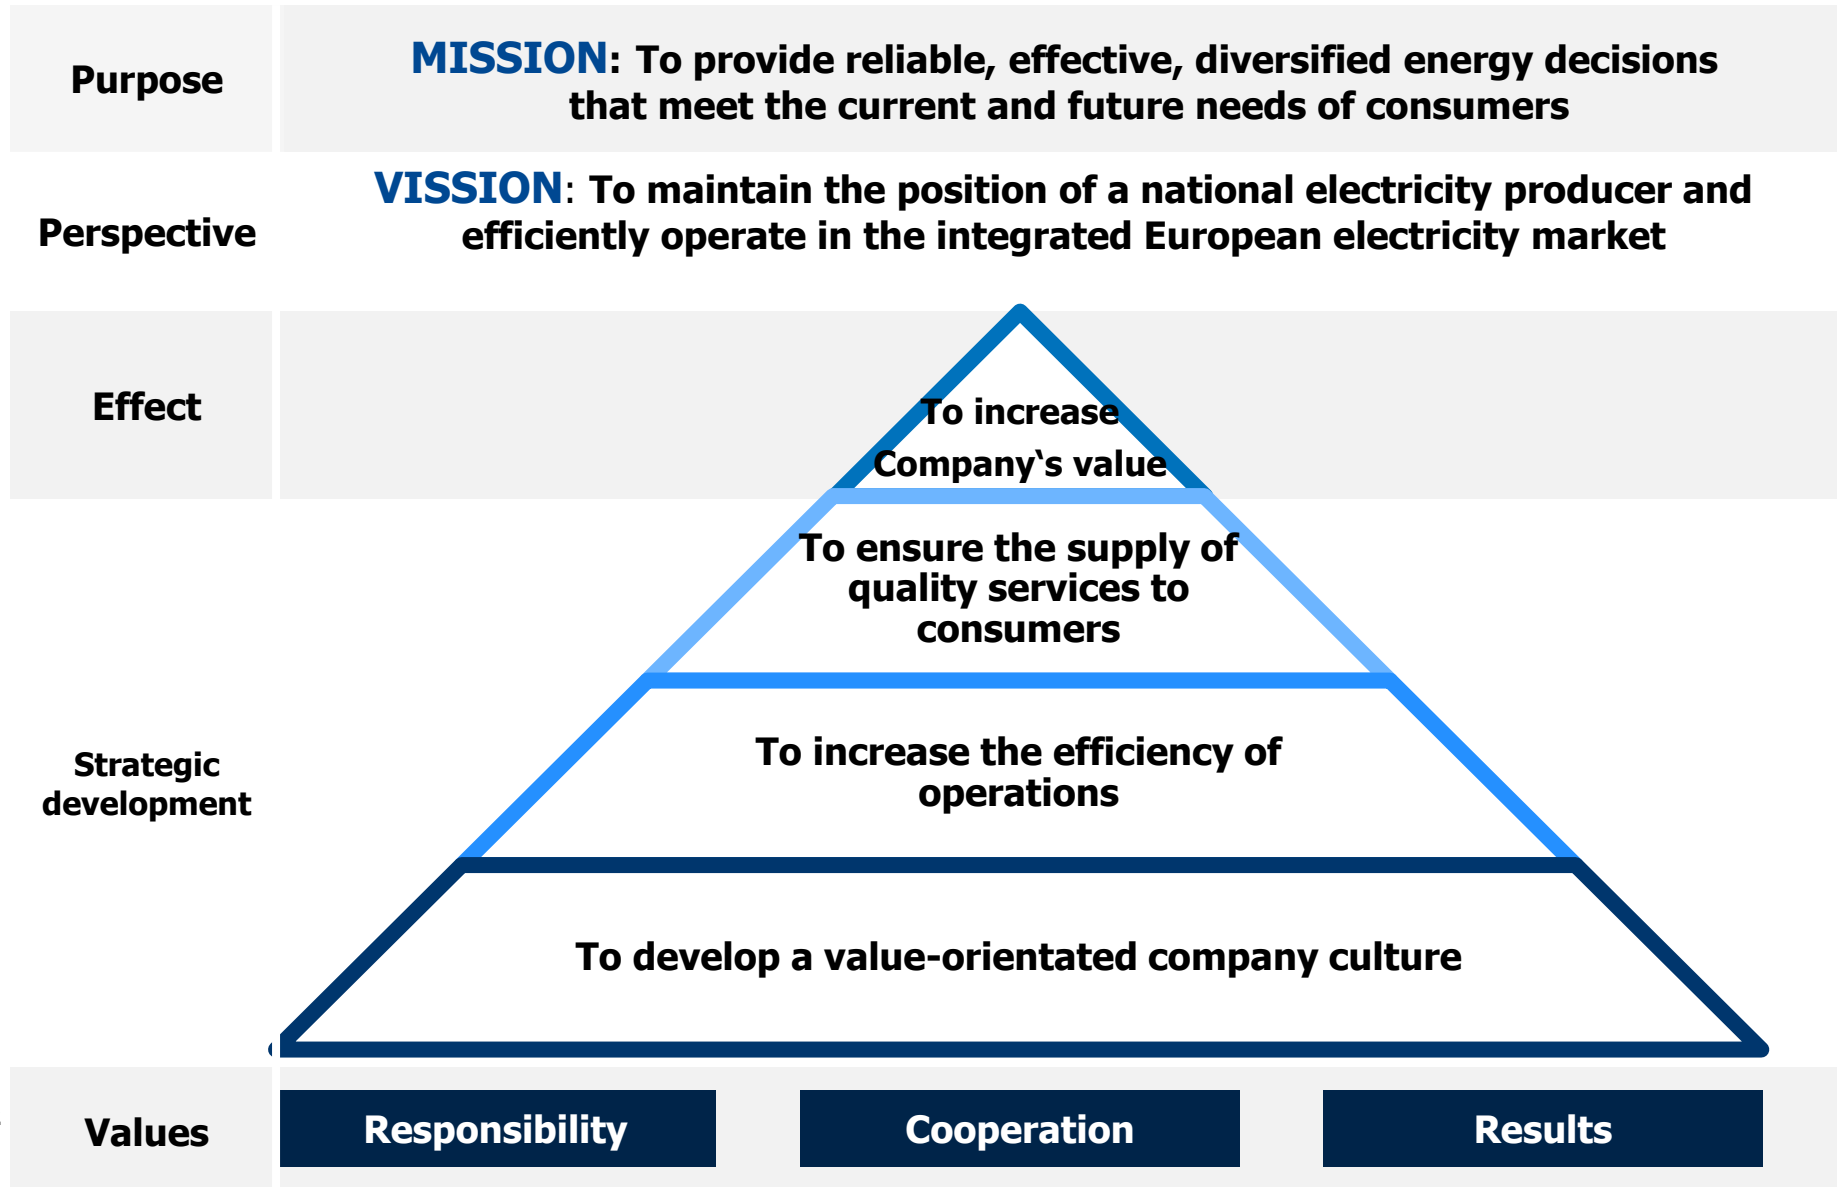 Purpose
MISSION: To provide reliable, effective, diversified energy decisions
that meet the current and future needs of consumers
Perspective
VISSION: To maintain the position of a national electricity producer and
efficiently operate in the integrated European electricity market
Effect
To increase
Company‘s value
To ensure the supply of
quality services to
consumers
Strategic
development
To increase the efficiency of
operations
To develop a value-orientated company culture
Values
Responsibility
Cooperation
Results